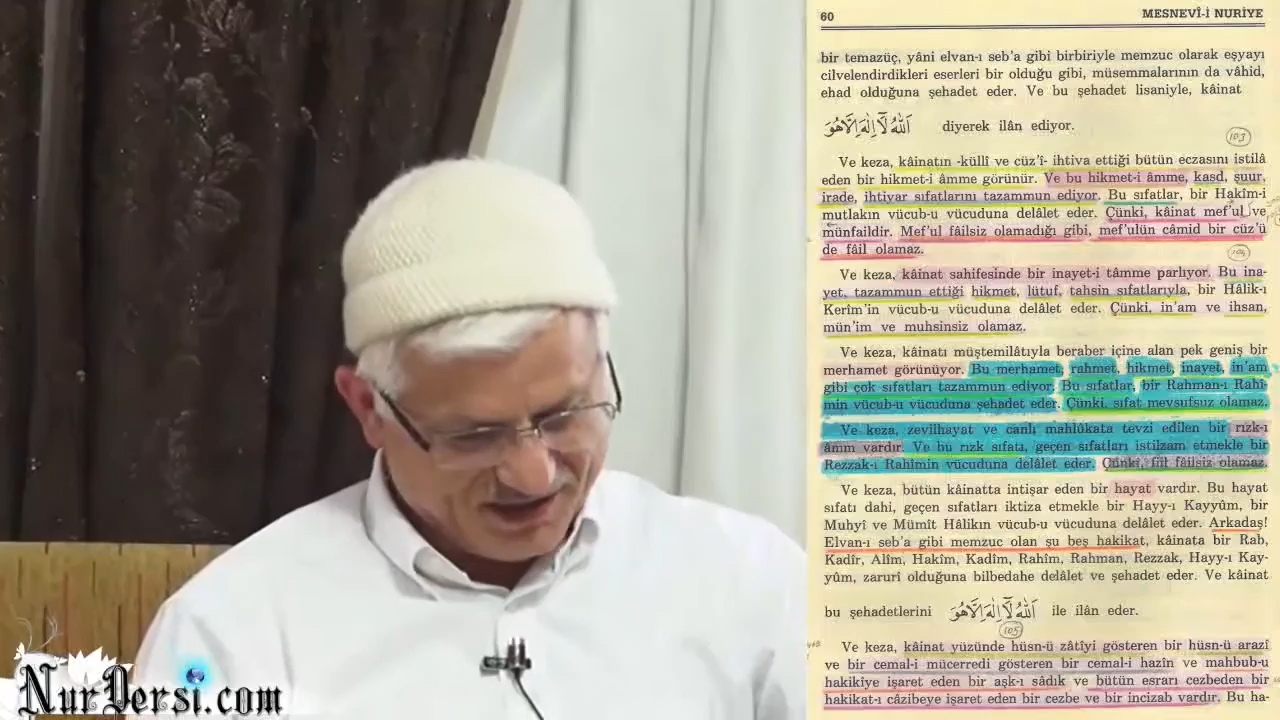 60
MESNEVÎ-İ NURİYE
bir temazüç, yâni elvan-ı seb'a gibi birbiriyle memzuc olarak eşyayı
cilvelendirdikleri eserleri bir olduğu gibi, müsemmalarının da vâhid,
ehad olduğuna şehadet eder. Ve bu şehadet lisaniyle, kâinat
اَللّٰهُ لَٓا اِلٰهَ اِلَّا هُوَ diyerek ilân ediyor.
103
Ve keza, kâinatın -küllî ve cüz'î- ihtiva ettiği bütün eczasını istilâ
eden bir hikmet-i âmme görünür. Ve bu hikmet-i âmme, kasd, şuur,
irade, ihtiyar sıfatlarını tazammun ediyor. Bu sıfatlar, bir Hakîm-i
mutlakın vücub-u vücuduna delâlet eder. Çünki, kâinat mef'ul ve
münfaildir. Mef'ul fâilsiz olamadığı gibi, mef'ulün câmid bir cüz'ü
de fâil olamaz.
104
Ve keza, kâinat sahifesinde bir inayet-i tâmme parlıyor. Bu ina-
yet, tazammun ettiği hikmet, lütuf, tahsin sıfatlarıyla, bir Hâlik-ı
Kerîm'in vücub-u vücuduna delâlet eder. Çünki, in'am ve ihsan,
mün'im ve muhsinsiz olamaz.
Ve keza, kâinatı müştemilâtıyla beraber içine alan pek geniş bir
merhamet görünüyor. Bu merhamet, rahmet, hikmet, inayet, in'am
gibi çok sıfatları tazammun ediyor. Bu sıfatlar, bir Rahman-ı Rahî-
min vücub-u vücuduna şehadet eder. Çünki, sıfat mevsufsuz olamaz.
Ve keza, zevilhayat ve canlı mahlûkata tevzi edilen bir rızk-ı
âmm vardır. Ve bu rızk sıfatı, geçen sıfatları istilzam etmekle bir
Rezzak-ı Rahîmin vücuduna delâlet eder. Çünki, fiil fâilsiz olamaz.
Ve keza, bütün kâinatta intişar eden bir hayat vardır. Bu hayat
sıfatı dahi, geçen sıfatları iktiza etmekle bir Hayy-ı Kayyûm, bir
Muhyî ve Mümît Hâlikın vücub-u vücuduna delâlet eder. Arkadaş!
Elvan-ı seb'a gibi memzuc olan şu beş hakikat, kâinata bir Rab,
Kadîr, Alîm, Hakîm, Kadîm, Rahîm, Rahman, Rezzak, Hayy-ı Kay-
yûm, zarurî olduğuna bilbedahe delâlet ve şehadet eder. Ve kâinat
bu şehadetlerini اَللّٰهُ لَٓا اِلٰهَ اِلَّا هُوَ ile ilân eder.
105
Ve keza, kâinat yüzünde hüsn-ü zâtîyi gösteren bir hüsn-ü arazî
ve bir cemal-i mücerredi gösteren bir cemal-i hazîn ve mahbub-u
hakikiye işaret eden bir aşk-ı sâdık ve bütün esrarı cezbeden bir
hakikat-ı câzibeye işaret eden bir cezbe ve bir incizab vardır. Bu ha-
NurDersi.com